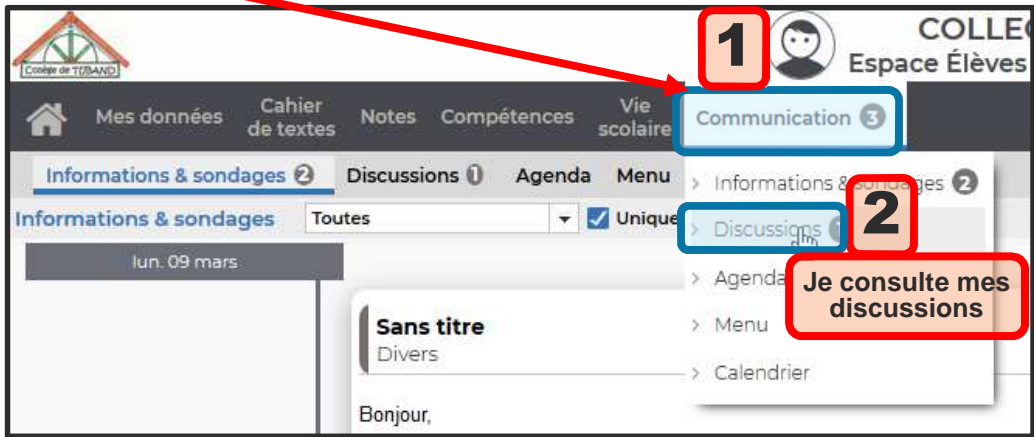 Collège de TUBAND
1
COLLE
Espace Élèves
Mes données
Cahier
de textes
Notes
Compétences
Vie
scolaire
Communication 3
Informations & sondages 2
Discussions 1
Agenda
Menu
> Informations & sondages 2
Informations & sondages
Toutes
Unique
> Discussions
2
lun. 09 mars
> Agenda
Je consulte mes
discussions
Sans titre
Divers
> Menu
> Calendrier
Bonjour,